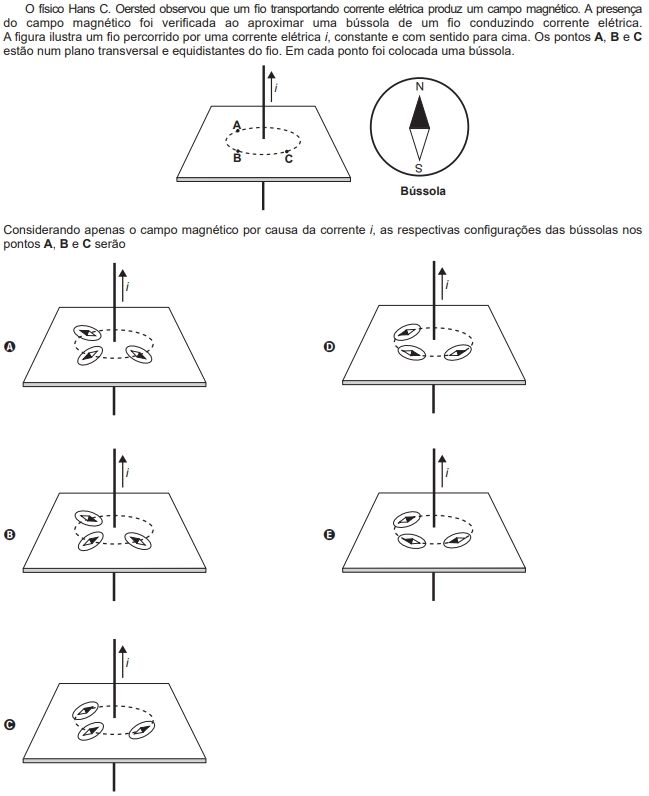 O físico Hans C. Oersted observou que um fio transportando corrente elétrica produz um campo magnético. A presença
do campo magnético foi verificada ao aproximar uma bússola de um fio conduzindo corrente elétrica.
A figura ilustra um fio percorrido por uma corrente elétrica i, constante e com sentido para cima. Os pontos A, B e C
estão num plano transversal e equidistantes do fio. Em cada ponto foi colocada uma bússola.
i
A
B
C
N
S
Bússola
Considerando apenas o campo magnético por causa da corrente i, as respectivas configurações das bússolas nos
pontos A, B e C serão
A
i
D
i
B
i
E
i
C
i